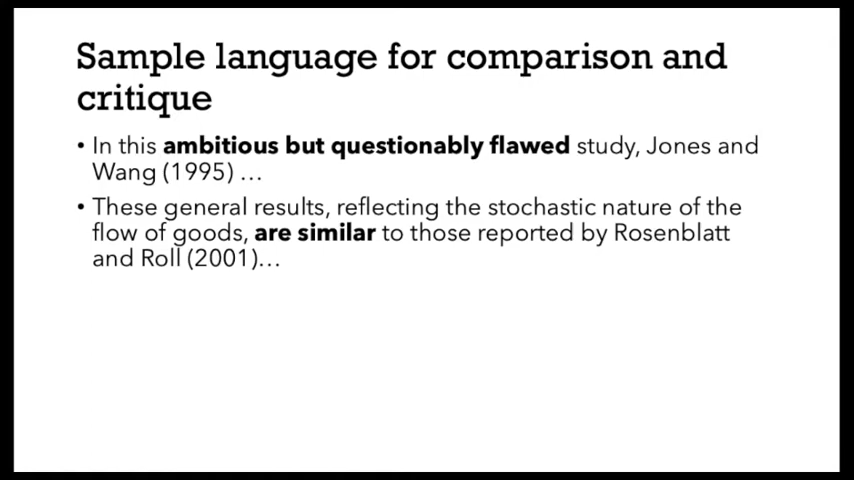 Sample language for comparison and
critique
• In this ambitious but questionably flawed study, Jones and
Wang (1995) …
• These general results, reflecting the stochastic nature of the
flow of goods, are similar to those reported by Rosenblatt
and Roll (2001)…